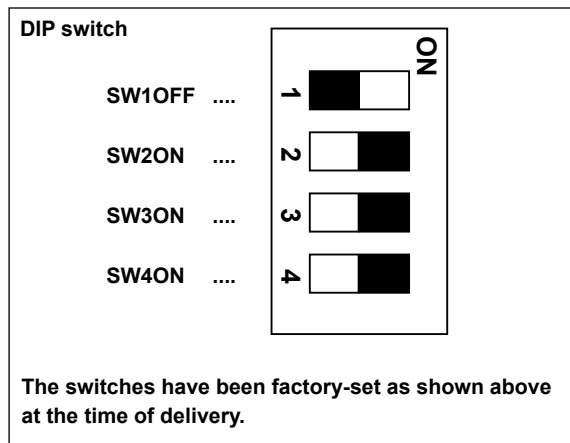 DIP switch
ON
SW1OFF .... 1
SW2ON .... 2
SW3ON .... 3
SW4ON .... 4
The switches have been factory-set as shown above
at the time of delivery.